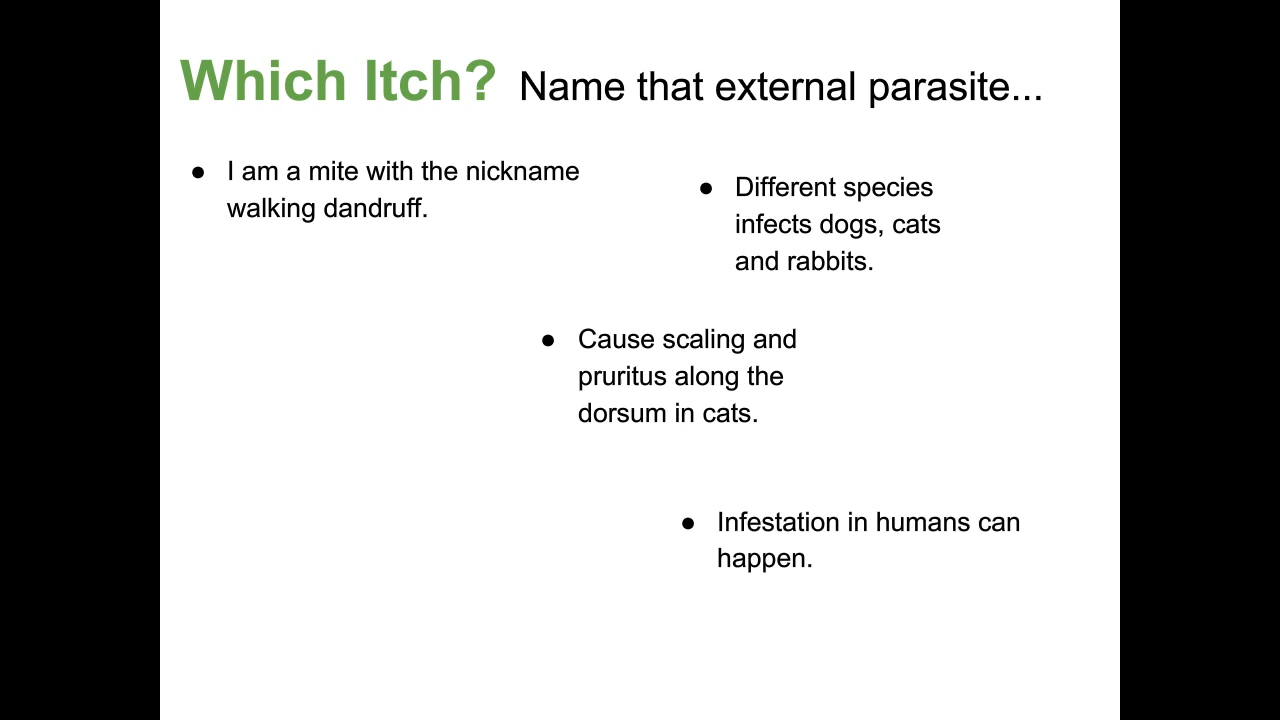 Which Itch? Name that external parasite...
● I am a mite with the nickname
walking dandruff.
● Different species
infects dogs, cats
and rabbits.
● Cause scaling and
pruritus along the
dorsum in cats.
● Infestation in humans can
happen.